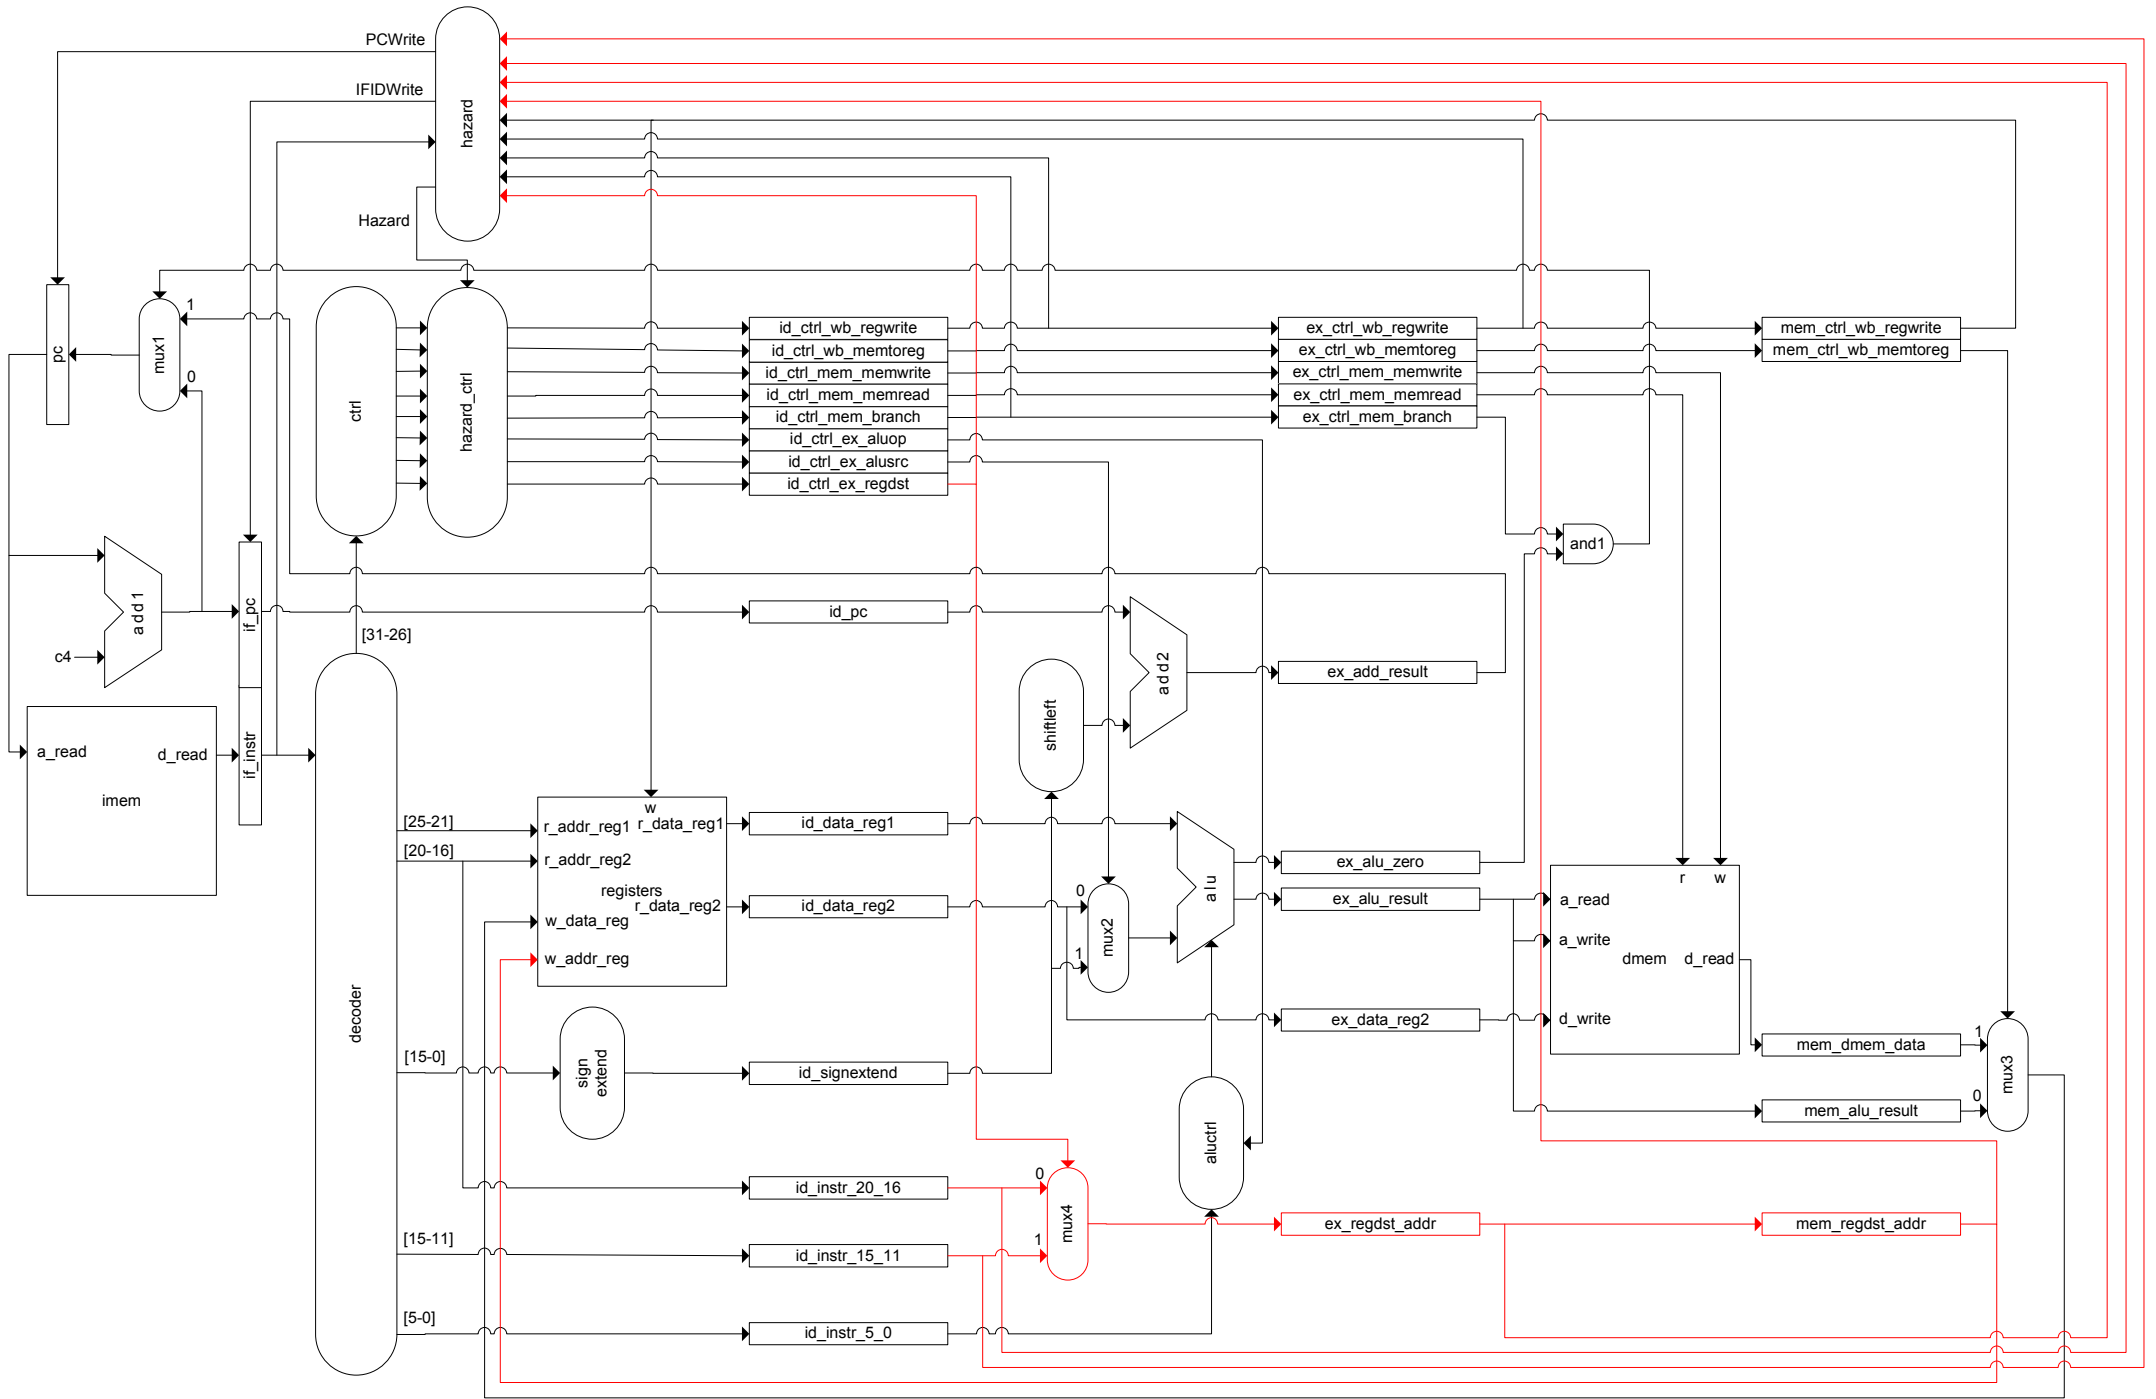 PCWrite
IFIDWrite
hazard
Hazard
pc
mux1
1
0
ctrl
hazard_ctrl
id_ctrl_wb_regwrite
id_ctrl_wb_memtoreg
id_ctrl_mem_memwrite
id_ctrl_mem_memread
id_ctrl_mem_branch
id_ctrl_ex_aluop
id_ctrl_ex_alusrc
id_ctrl_ex_regdst
ex_ctrl_wb_regwrite
ex_ctrl_wb_memtoreg
ex_ctrl_mem_memwrite
ex_ctrl_mem_memread
ex_ctrl_mem_branch
mem_ctrl_wb_regwrite
mem_ctrl_wb_memtoreg
and1
add1
c4
if_pc
if_instr
[31-26]
id_pc
add2
shiftleft
ex_add_result
a_read
d_read
imem
decoder
[25-21]
[20-16]
[15-0]
[15-11]
[5-0]
w
r_addr_reg1
r_data_reg1
r_addr_reg2
registers
r_data_reg2
w_data_reg
w_addr_reg
id_data_reg1
id_data_reg2
0
1
mux2
alu
ex_alu_zero
ex_alu_result
ex_data_reg2
r
w
a_read
a_write
dmem
d_read
d_write
sign
extend
id_signextend
aluctrl
mem_dmem_data
mem_alu_result
1
0
mux3
id_instr_20_16
id_instr_15_11
id_instr_5_0
0
1
mux4
ex_regdst_addr
mem_regdst_addr